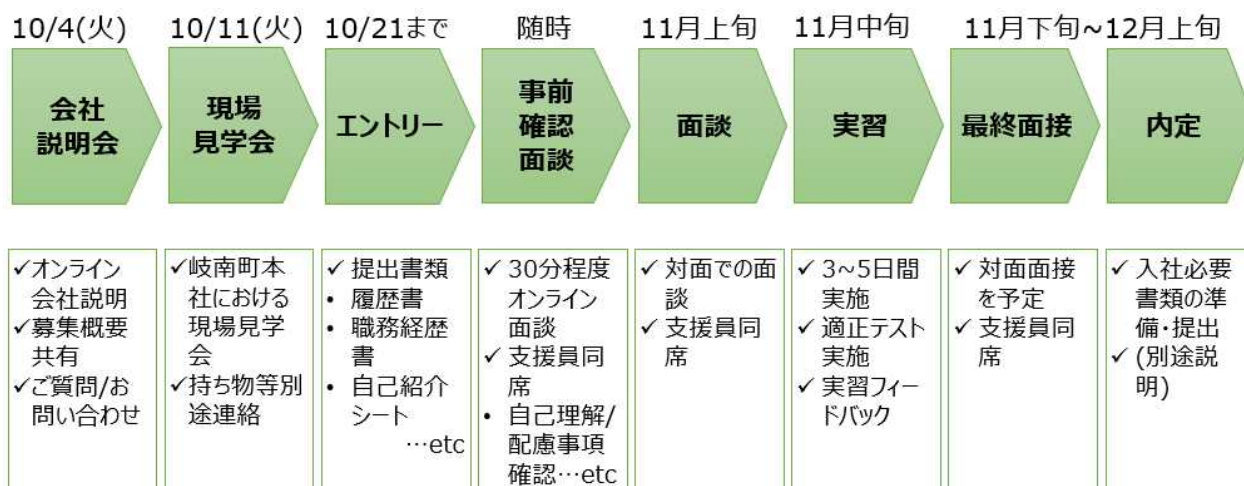 10/4(火)
10/11(火)
10/21まで
随時
11月上旬
11月中旬
11月下旬~12月上旬
会社
説明会
現場
見学会
エントリー
事前
確認
面談
面談
実習
最終面接
内定
✓オンライン
会社説明
✓募集概要
共有
✓ご質問/お
問い合わせ
✓岐南町本
社における
現場見学
会
✓持ち物等別
途連絡
✓ 提出書類
• 履歴書
• 職務経歴
書
• 自己紹介
シート
…etc
✓ 30分程度
オンライン
面談
✓ 支援員同
席
• 自己理解/
配慮事項
確認…etc
✓ 対面での面
談
✓ 支援員同
席
✓ 3~5日間
実施
✓ 適正テスト
実施
✓ 実習フィー
ドバック
✓ 対面面接
を予定
✓ 支援員同
席
✓ 入社必要
書類の準
備・提出
✓ (別途説
明)